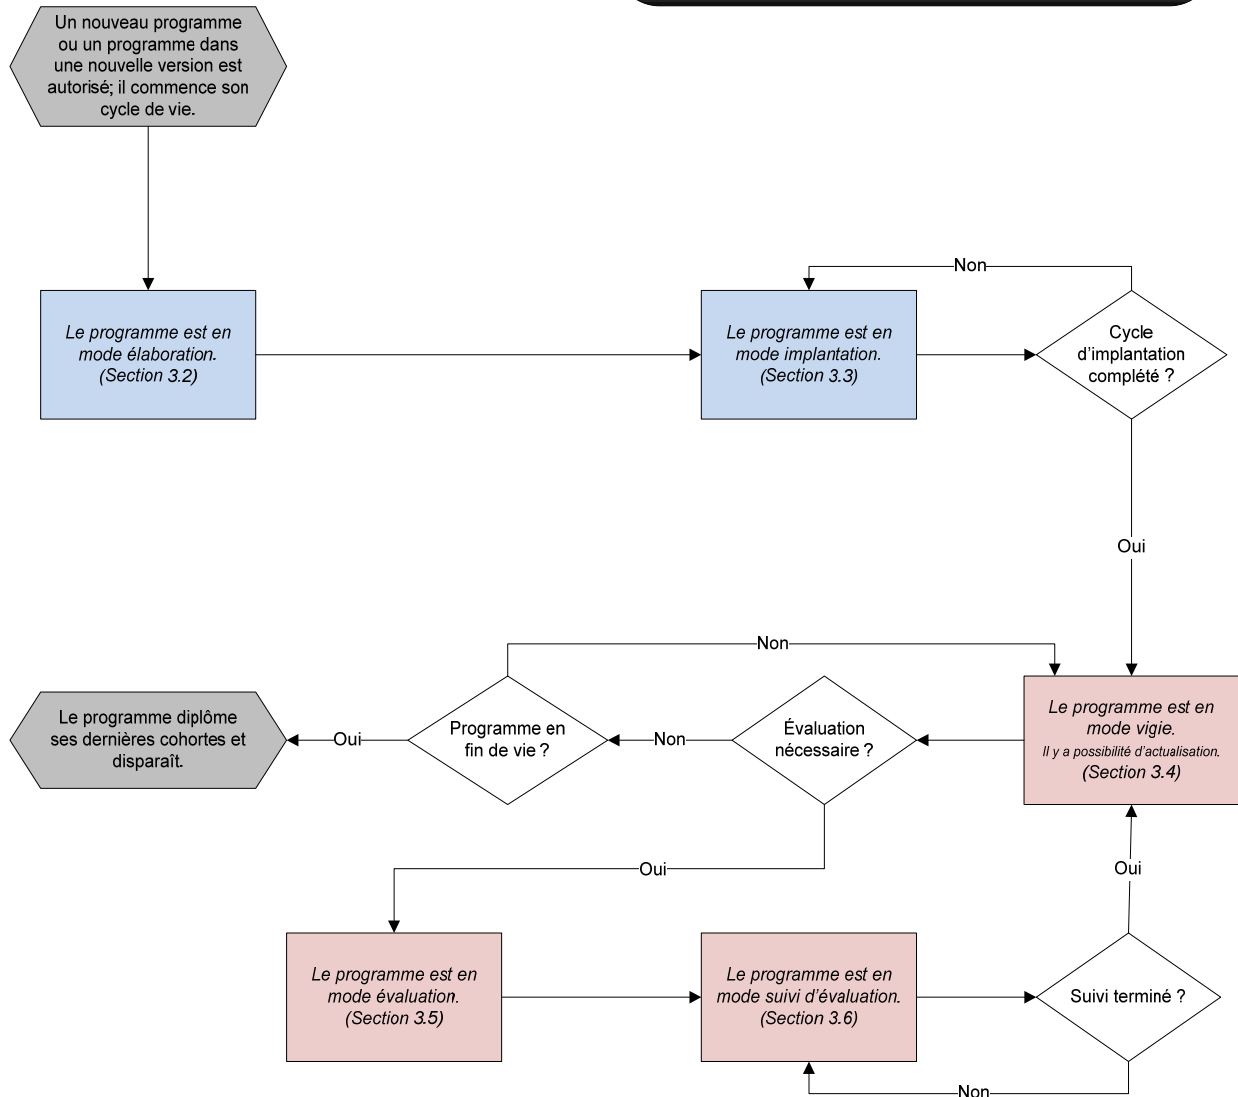 Un nouveau programme
ou un programme dans
une nouvelle version est
autorisé; il commence son
cycle de vie.
Non
Le programme est en
mode élaboration.
(Section 3.2)
Le programme est en
mode implantation.
(Section 3.3)
Cycle
d'implantation
complété ?
Oui
Non
Le programme diplôme
ses dernières cohortes et
disparaît.
Oui
Programme en
fin de vie ?
Non
Évaluation
nécessaire ?
Le programme est en
mode vigie.
Il y a possibilité d'actualisation.
(Section 3.4)
Oui
Oui
Le programme est en
mode évaluation.
(Section 3.5)
Le programme est en
mode suivi d'évaluation.
(Section 3.6)
Suivi terminé ?
Non